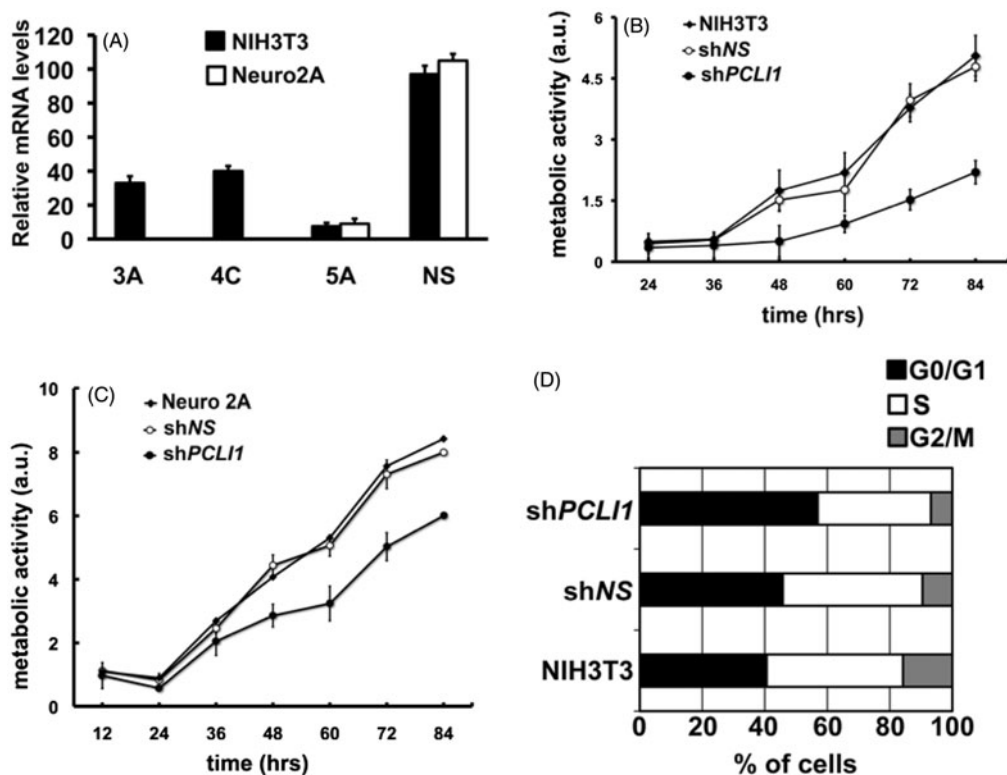 (A)
NIH3T3
Neuro2A
Relative mRNA levels
120
100
80
60
40
20
0
3A 4C 5A NS
(B)
NIH3T3
shNS
shPCLI1
metabolic activity (a.u.)
6
4.5
3
1.5
0
24 36 48 60 72 84
time (hrs)
(C)
Neuro 2A
shNS
shPCLI1
metabolic activity (a.u.)
10
8
6
4
2
0
12 24 36 48 60 72 84
time (hrs)
(D)
G0/G1
S
G2/M
shPCLI1
shNS
NIH3T3
0 20 40 60 80 100
% of cells